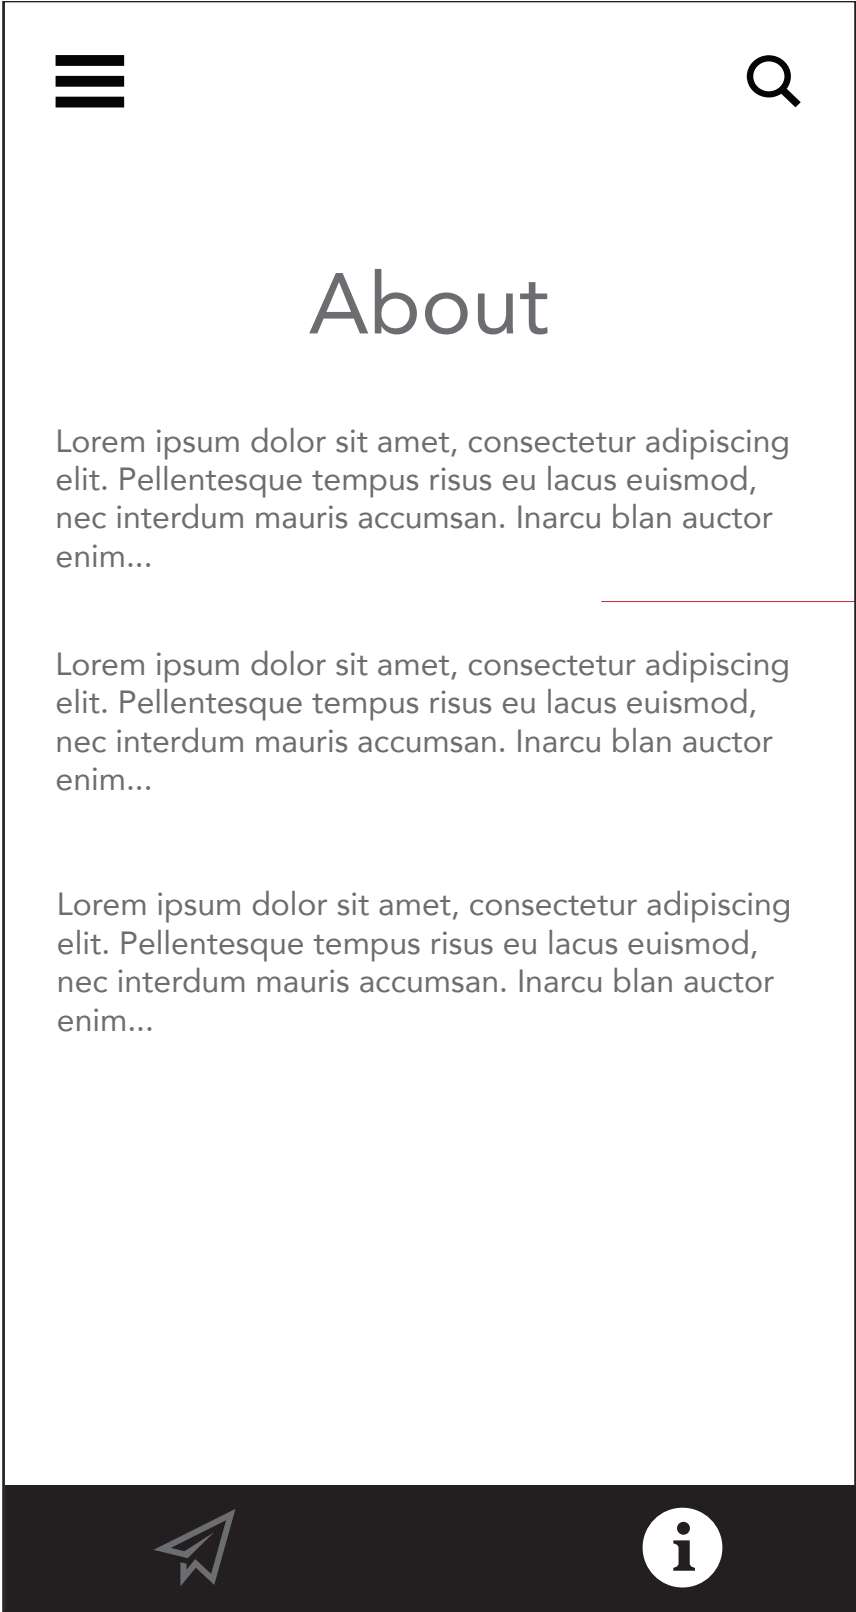 About
Lorem ipsum dolor sit amet, consectetur adipiscing
elit. Pellentesque tempus risus eu lacus euismod,
nec interdum mauris accumsan. Inarcu blan auctor
enim...
Lorem ipsum dolor sit amet, consectetur adipiscing
elit. Pellentesque tempus risus eu lacus euismod,
nec interdum mauris accumsan. Inarcu blan auctor
enim...
Lorem ipsum dolor sit amet, consectetur adipiscing
elit. Pellentesque tempus risus eu lacus euismod,
nec interdum mauris accumsan. Inarcu blan auctor
enim...